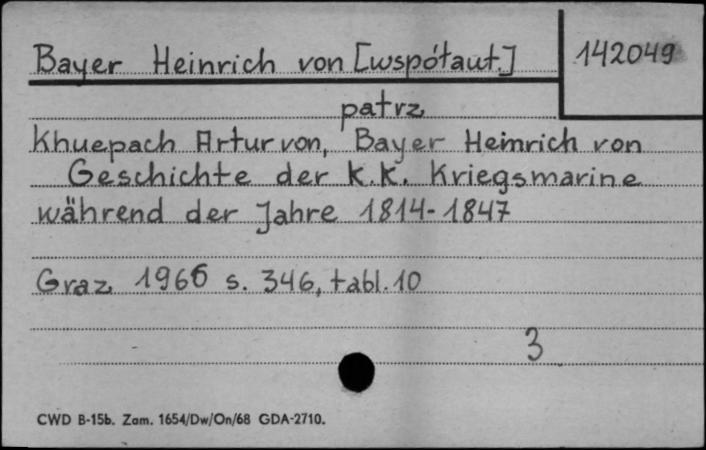 Bayer Heinrich von [współaut.]
142049
patrz
Khuepach Artur von, Bayer Heinrich von
Geschichte der k.k. Kriegsmarine
während der Jahre 1814-1847
Graz 1966 s. 346, tabl. 10
3
CWD B-15b. Zam. 1654/Dw/On/68 GDA-2710.